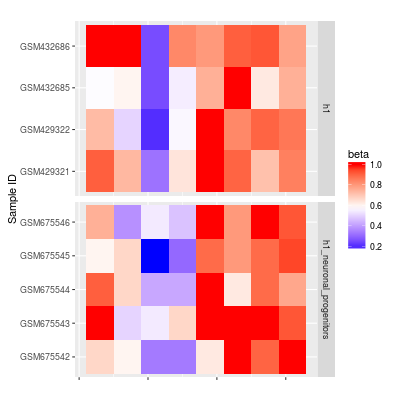 Sample ID
GSM432686
GSM432685
GSM429322
GSM429321
h1
GSM675546
GSM675545
GSM675544
GSM675543
GSM675542
h1_neuronal_progenitors
beta
1.0
0.8
0.6
0.4
0.2